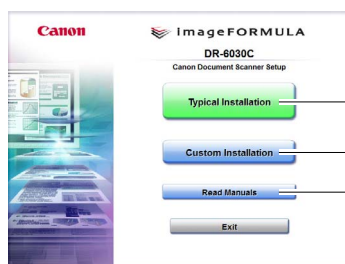 Canon
imageFORMULA
DR-6030C
Canon Document Scanner Setup
Typical Installation
Custom Installation
Read Manuals
Exit